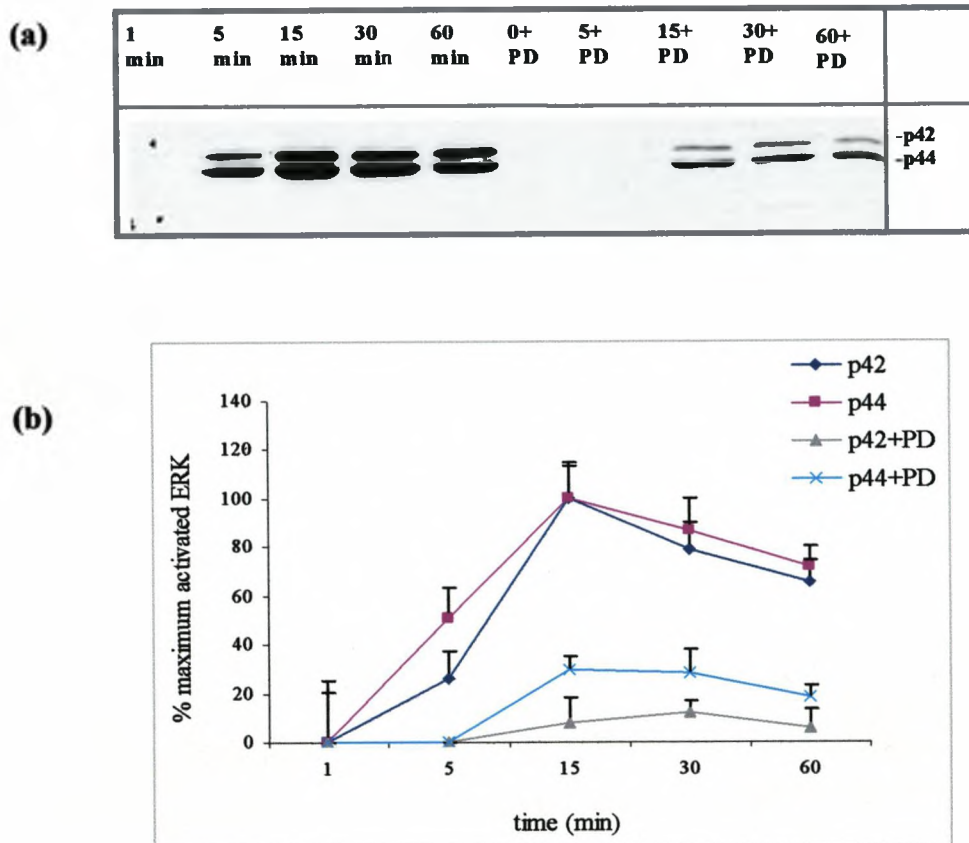 (a)
1 min 5 min 15 min 30 min 60 min 0+ PD 5+ PD 15+ PD 30+ PD 60+ PD
-p42
-p44
(b)
p42
p44
p42+PD
p44+PD
140
120
100
80
60
40
20
0
% maximum activated ERK
1 5 15 30 60
time (min)